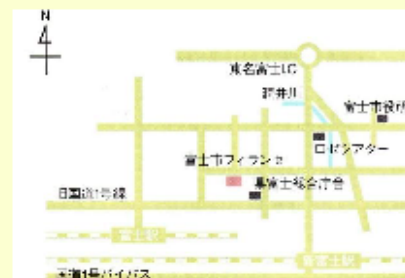 N
東名富士I.C
潤井川
富士市役所
ロゼシアター
富士市フィランセ
県富士総合庁舎
旧国道1号線
富士駅
新富士駅
国道1号バイパス